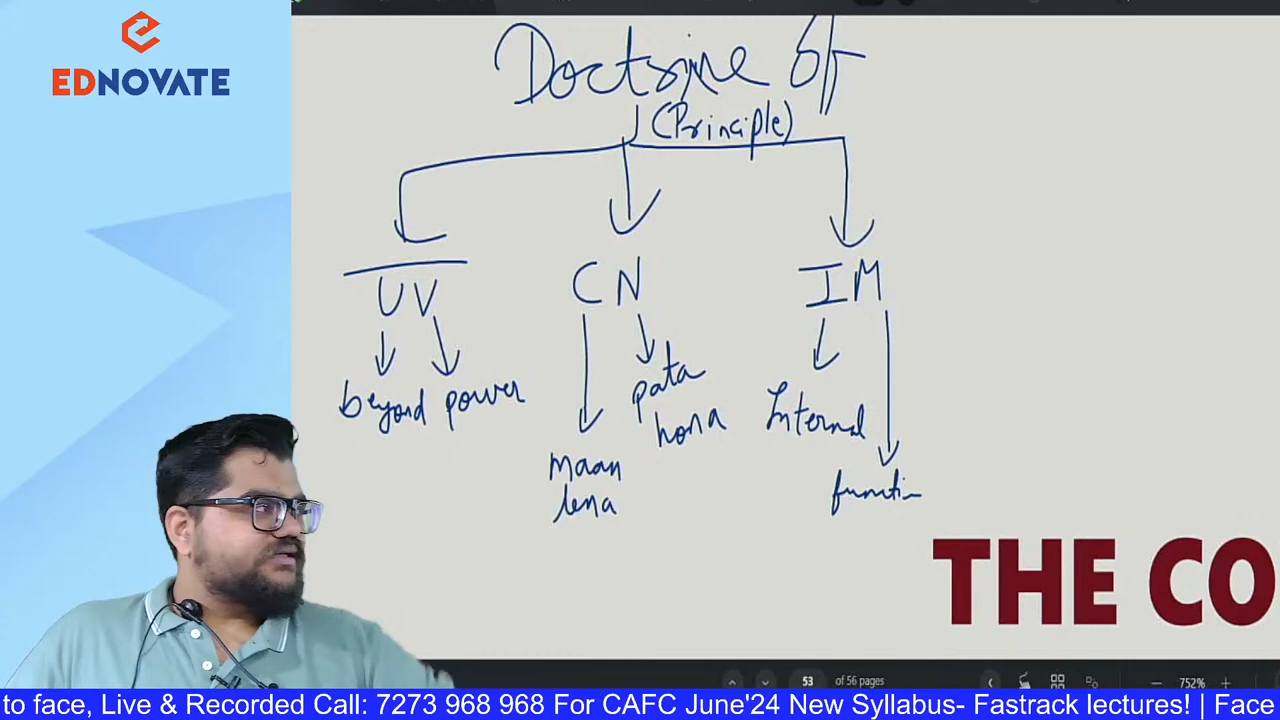 EDNOVATE
Doctrine of
(Principle)
UV
CN
IM
beyond power
pata
hona
Internal
Maan
lena
THE CO
53 of 56 pages
752%
to face, Live & Recorded Call: 7273 968 968 For CAFC June'24 New Syllabus- Fastrack lectures! | Face